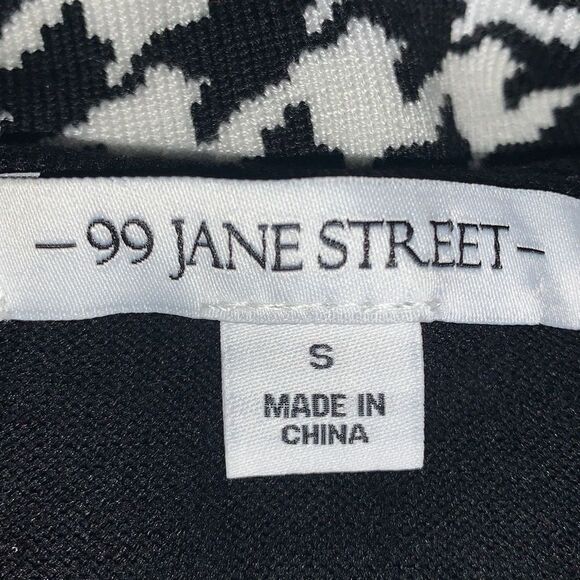 – 99 JANE STREET –
S
MADE IN
CHINA